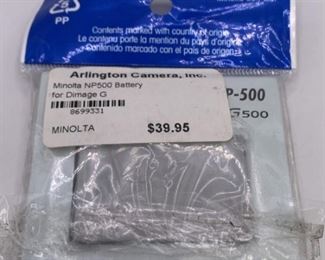 PP
Contents marked with country of origin
Le contenu porte la mention du pays d'origine
Contenido marcado con el país de origen
Arlington Camera, Inc.
Minolta NP500 Battery
for Dimage G
8699331
MINOLTA $39.95
P-500
G500